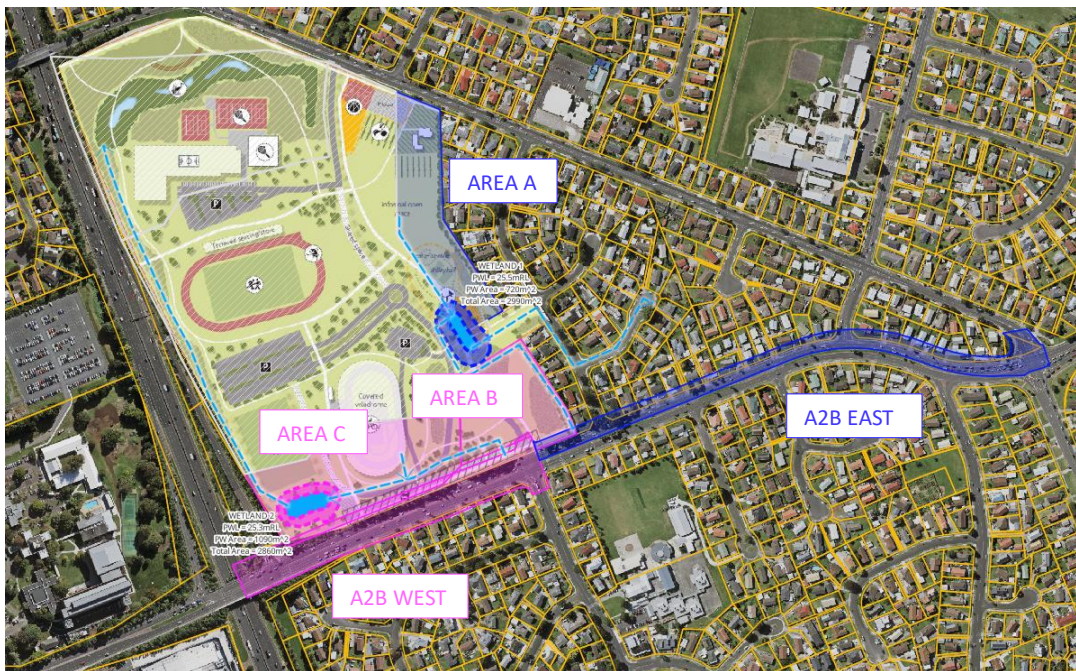 AREA A
WETLAND 1
PWL = 25.5mRL
PW Area = 720m^2
Total Area = 2990m^2
P
P
P
Covered
velodrome
AREA B
AREA C
A2B EAST
WETLAND 2
PWL = 25.3mRL
PW Area = 1090m^2
Total Area = 2860m^2
A2B WEST